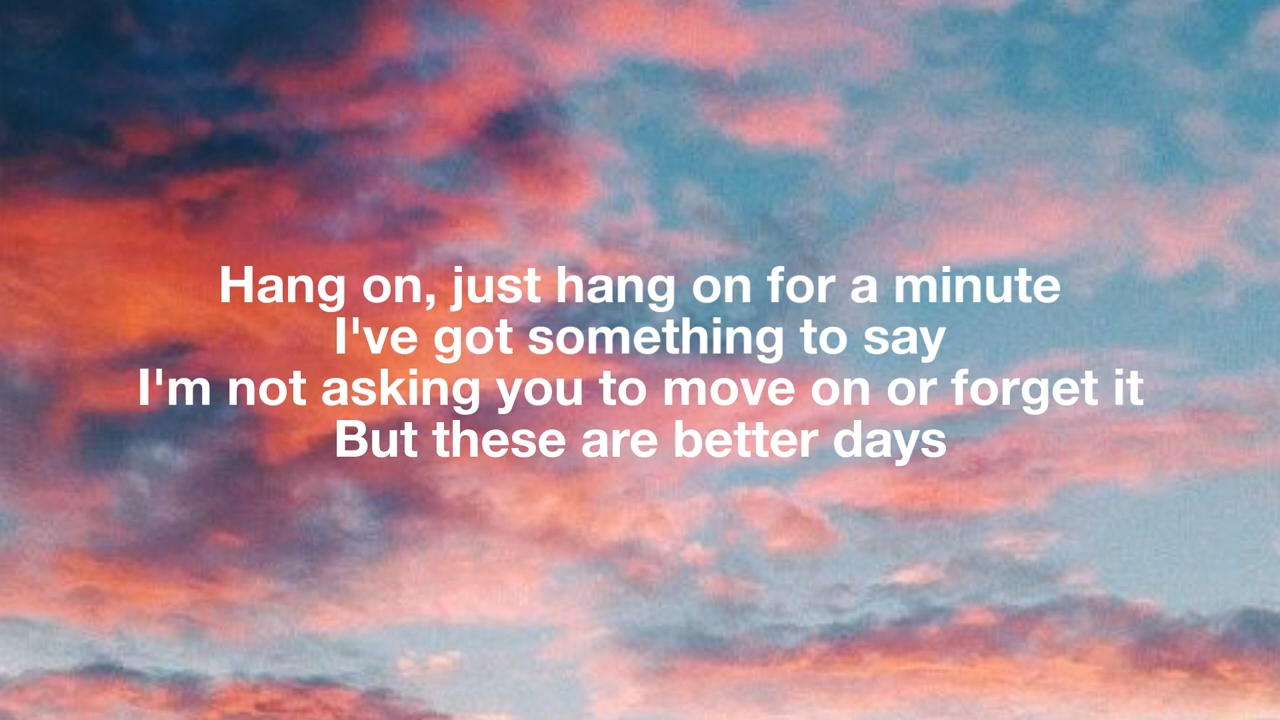 Hang on, just hang on for a minute
I've got something to say
I'm not asking you to move on or forget it
But these are better days